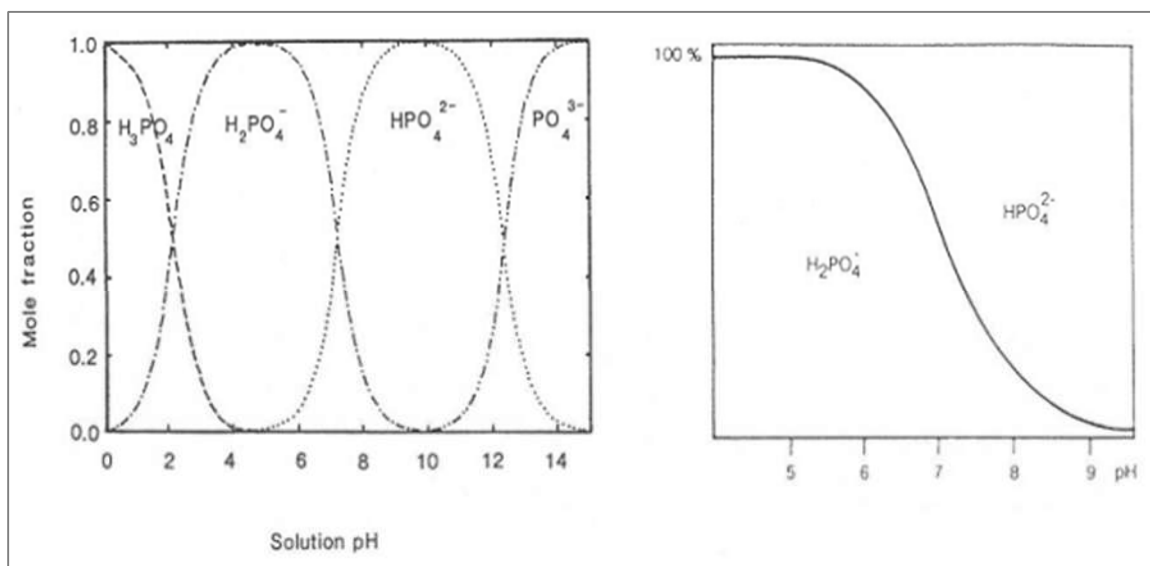 1.0
0.8
0.6
0.4
0.2
0.0
Mole fraction
H₃PO₄
H₂PO₄⁻
HPO₄²⁻
PO₄³⁻
0 2 4 6 8 10 12 14
Solution pH
100 %
H₂PO₄⁻
HPO₄²⁻
5 6 7 8 9 pH